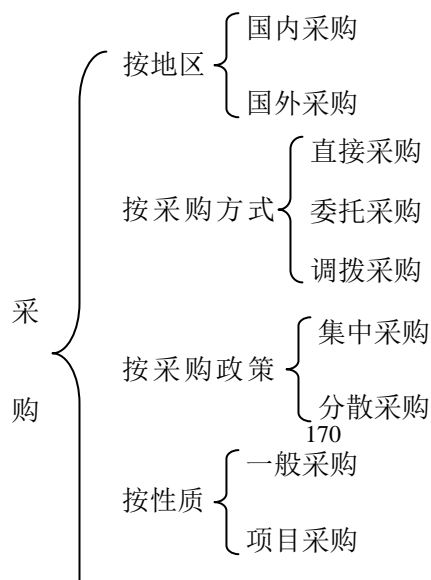 采购
按地区
国内采购
国外采购
按采购方式
直接采购
委托采购
调拨采购
按采购政策
集中采购
分散采购
170
按性质
一般采购
项目采购